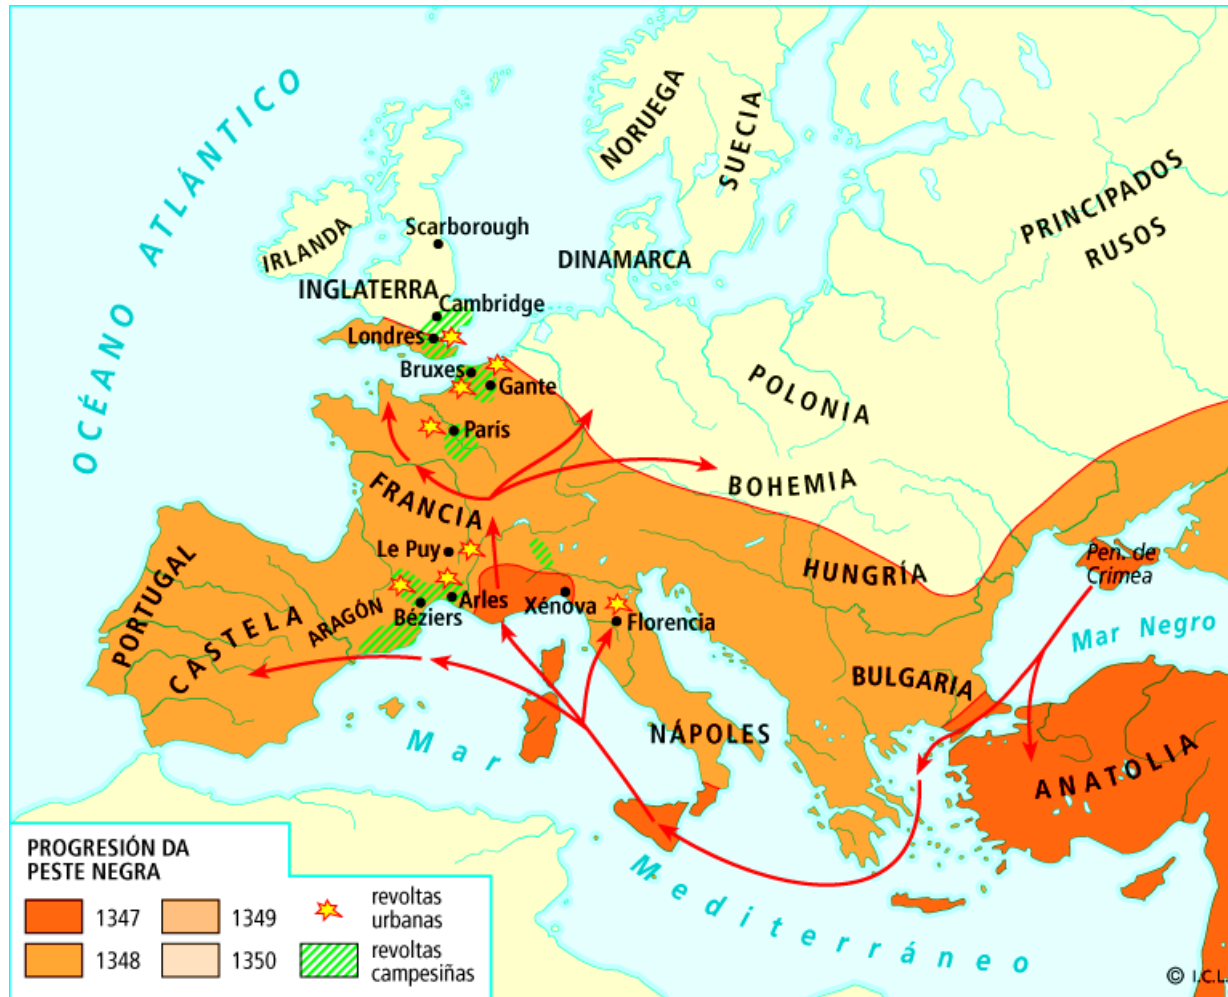 OCÉANO ATLÁNTICO
NORUEGA
SUECIA
PRINCIPADOS
RUSOS
IRLANDA
Scarborough
DINAMARCA
INGLATERRA
Cambridge
Londres
Bruxes
Gante
POLONIA
París
BOHEMIA
FRANCIA
Le Puy
HUNGRÍA
Pen. de
Crimea
PORTUGAL
CASTELA
ARAGÓN
Béziers
Arles
Xénova
Florencia
Mar Negro
BULGARIA
NÁPOLES
ANATOLIA
Mar
Mediterráneo
PROGRESIÓN DA
PESTE NEGRA
1347
1349
1348
1350
revoltas
urbanas
revoltas
campesiñas
© I.C.L.